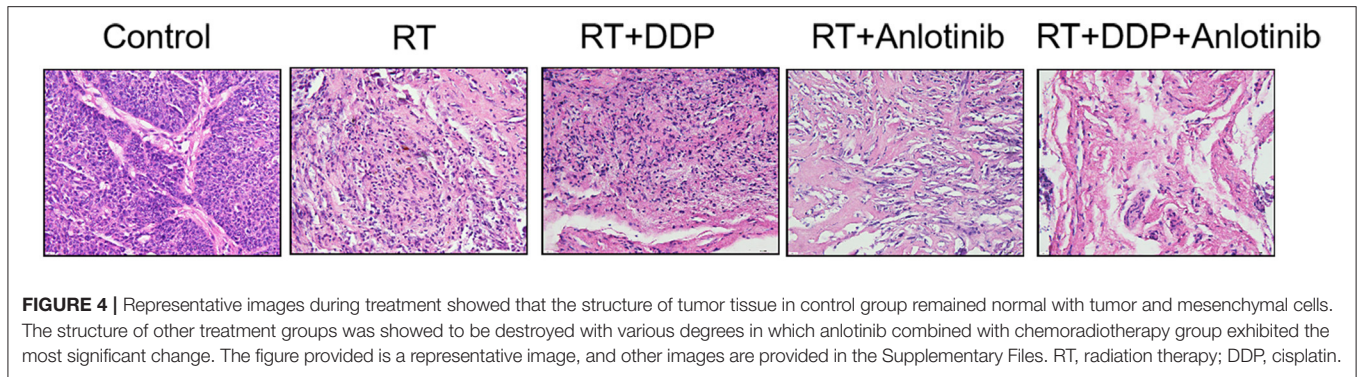 Control RT RT+DDP RT+Anlotinib RT+DDP+Anlotinib
FIGURE 4 | Representative images during treatment showed that the structure of tumor tissue in control group remained normal with tumor and mesenchymal cells.
The structure of other treatment groups was showed to be destroyed with various degrees in which anlotinib combined with chemoradiotherapy group exhibited the
most significant change. The figure provided is a representative image, and other images are provided in the Supplementary Files. RT, radiation therapy; DDP, cisplatin.